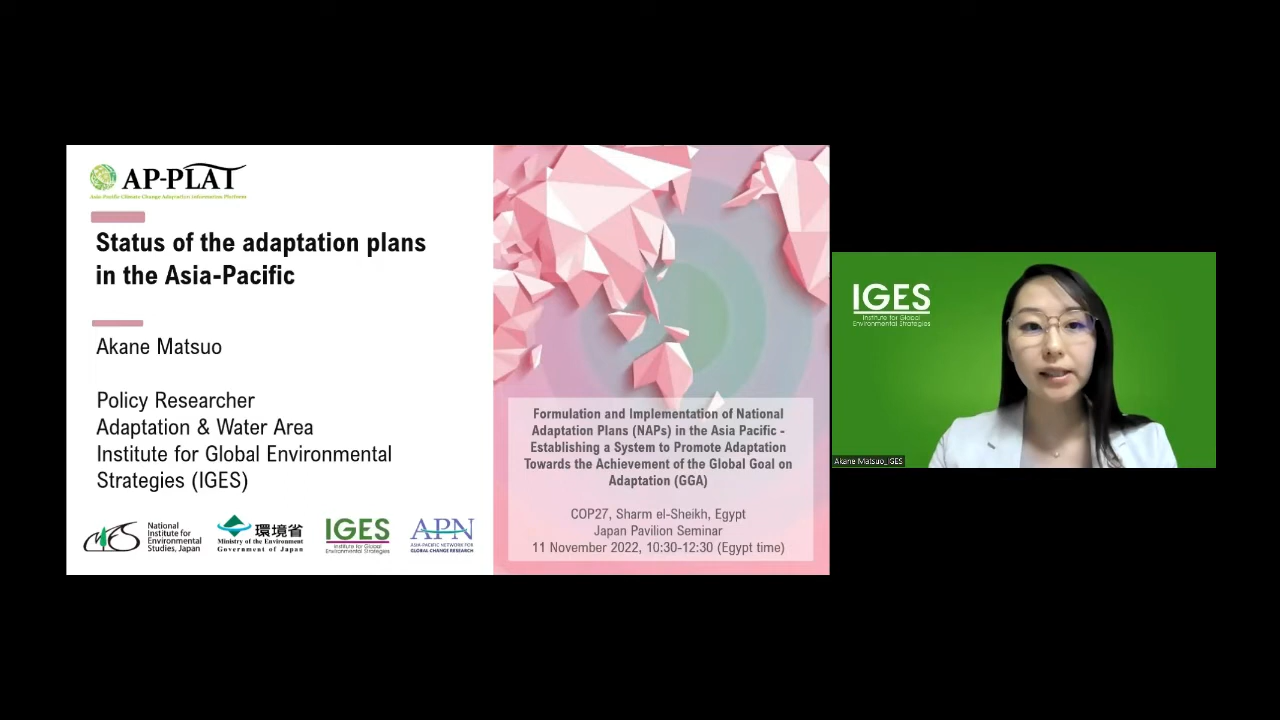 AP-PLAT
Asia-Pacific Climate Change Adaptation Information Platform
Status of the adaptation plans
in the Asia-Pacific
Akane Matsuo
Policy Researcher
Adaptation & Water Area
Institute for Global Environmental
Strategies (IGES)
National
Institute for
Environmental
Studies, Japan
環境省
Ministry of the Environment
Government of Japan
IGES
Institute for Global
Environmental Strategies
APN
ASIA-PACIFIC NETWORK FOR
GLOBAL CHANGE RESEARCH
Formulation and Implementation of National
Adaptation Plans (NAPs) in the Asia Pacific -
Establishing a System to Promote Adaptation
Towards the Achievement of the Global Goal on
Adaptation (GGA)
COP27, Sharm el-Sheikh, Egypt
Japan Pavilion Seminar
11 November 2022, 10:30-12:30 (Egypt time)
IGES
Institute for Global
Environmental Strategies
Akane Matsuo_IGES